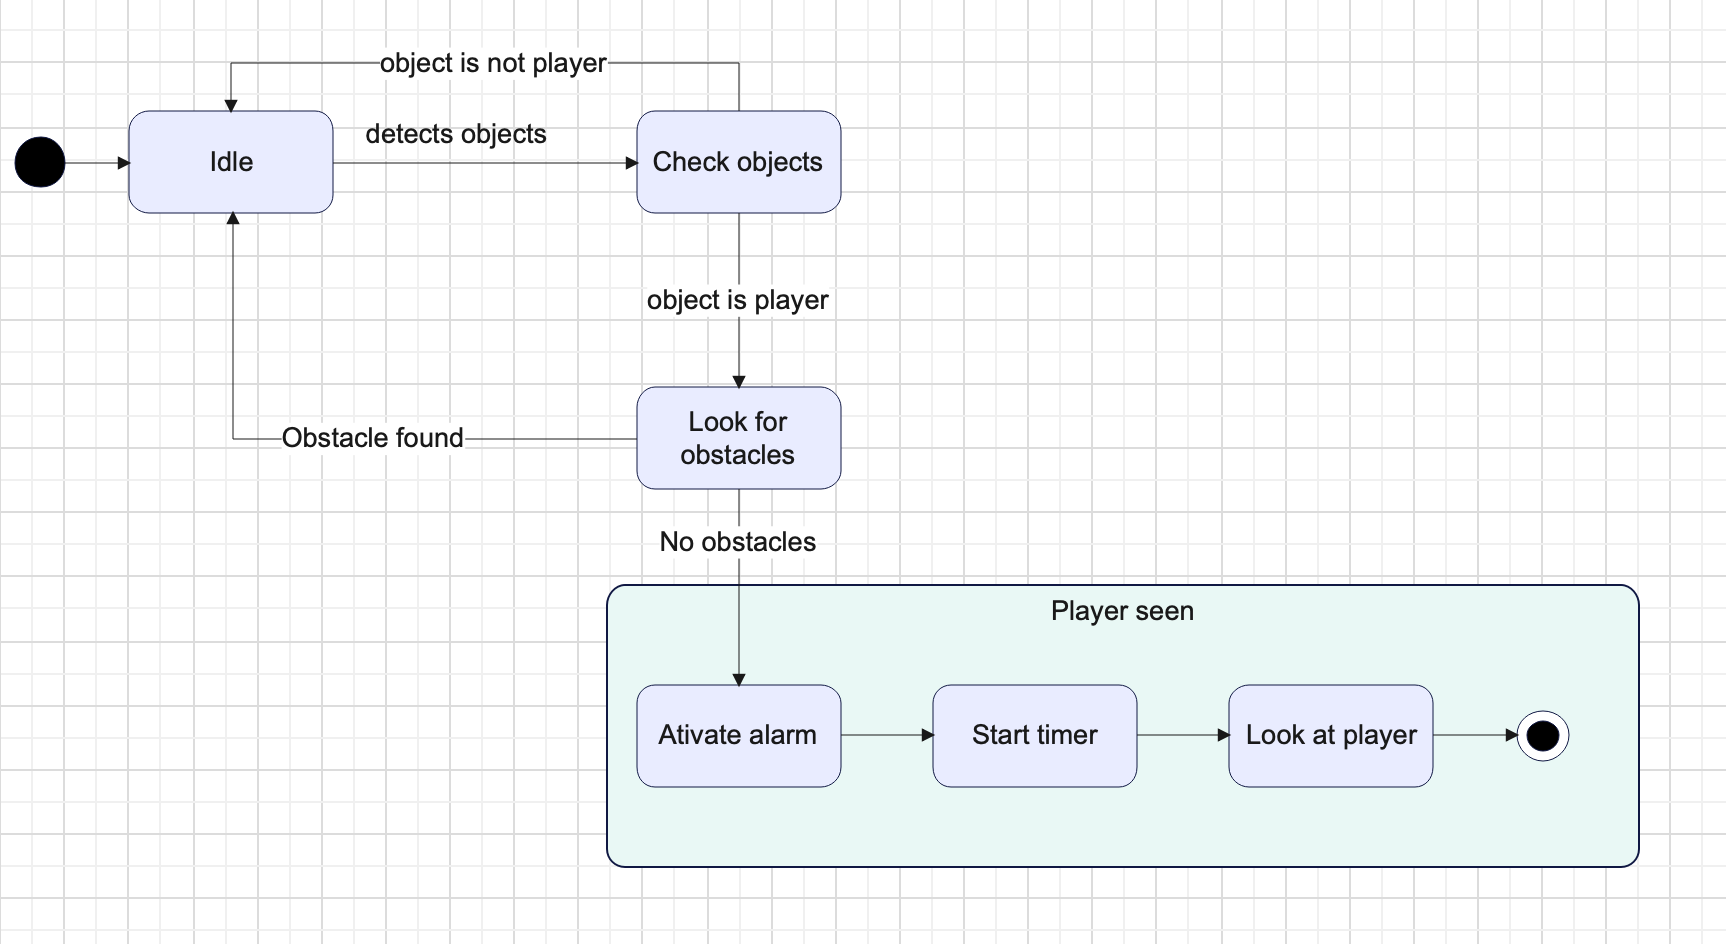 object is not player
detects objects
Idle
Check objects
object is player
Look for
obstacles
Obstacle found
No obstacles
Player seen
Ativate alarm
Start timer
Look at player